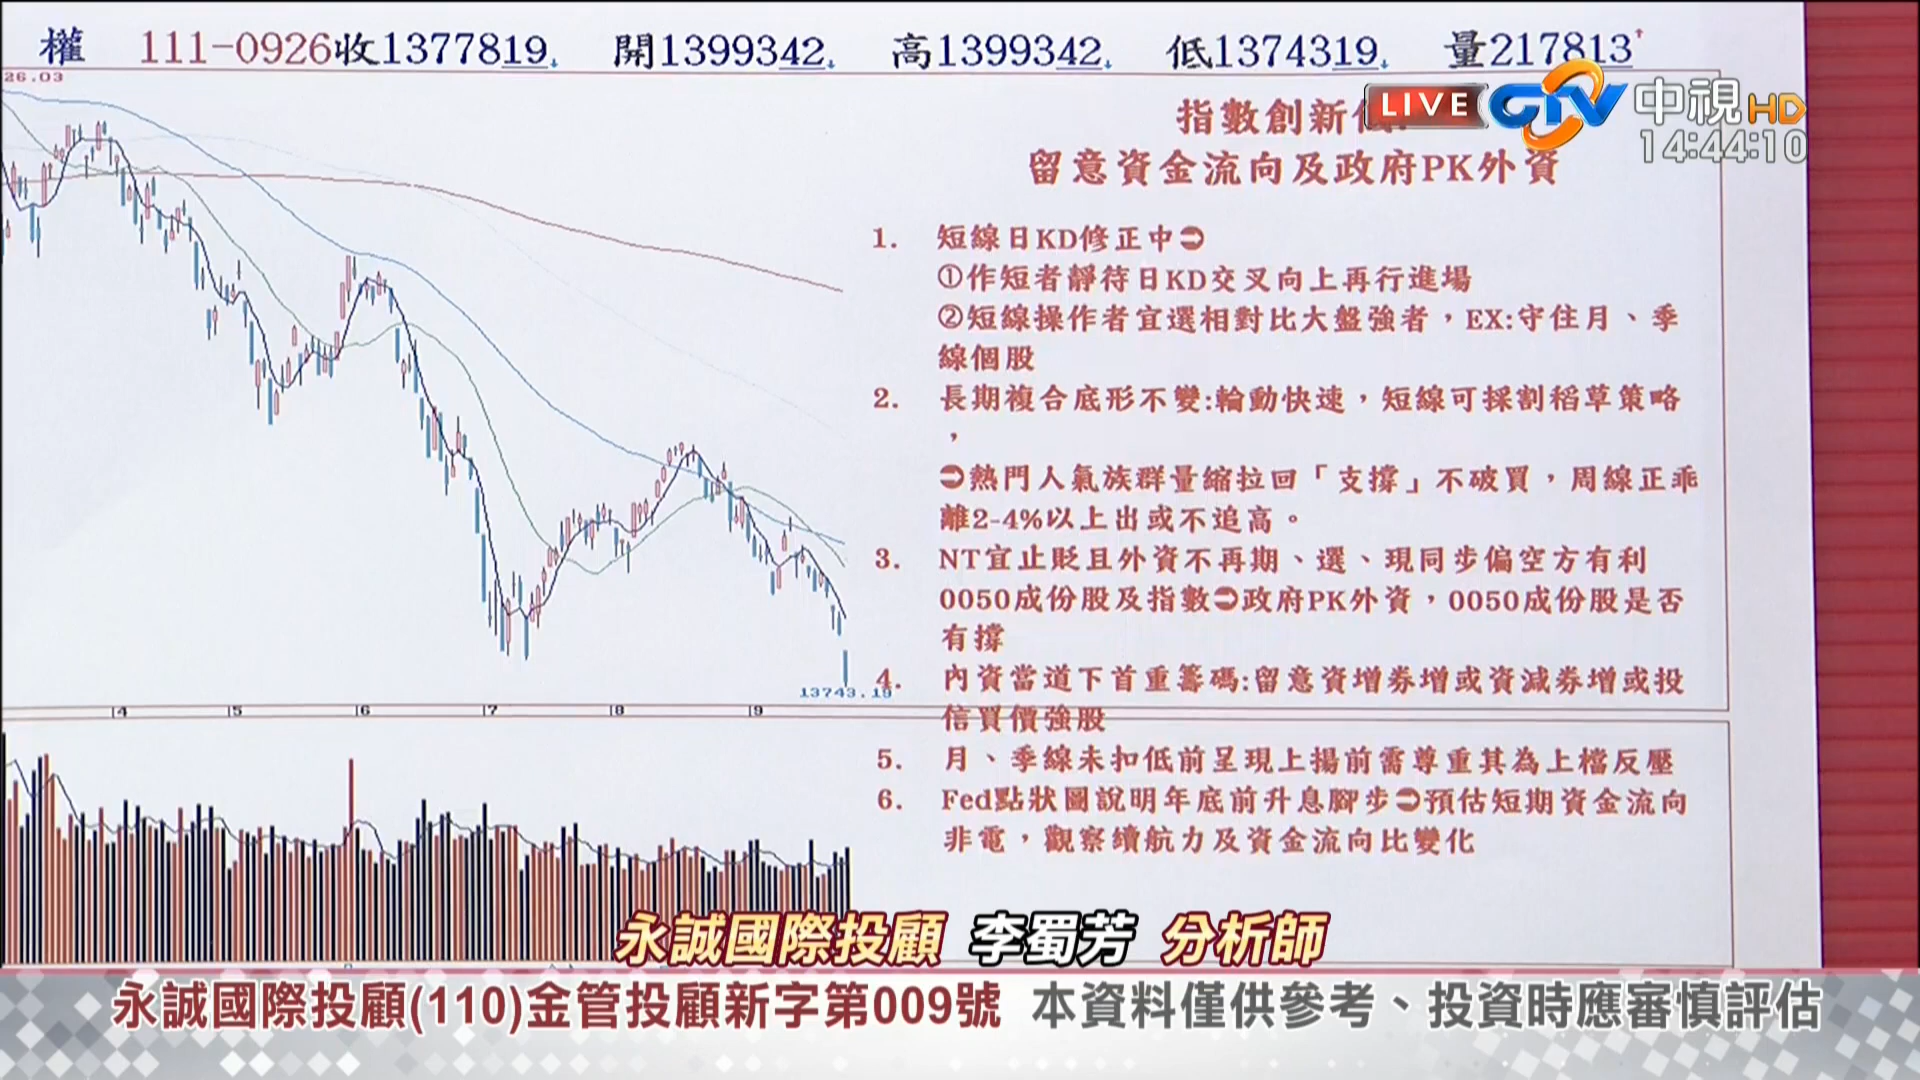 權 111-0926收1377819↓ 開1399342↓ 高1399342↓ 低1374319↓ 量217813↑
26.03
LIVE CTV 中視HD
14:44:10
指數創新
留意資金流向及政府PK外資
1. 短線日KD修正中➲
①作短者靜待日KD交叉向上再行進場
②短線操作者宜選相對比大盤強者，EX:守住月、季
線個股
2. 長期複合底形不變:輪動快速，短線可採割稻草策略
，
➲熱門人氣族群量縮拉回「支撐」不破買，周線正乖
離2-4%以上出或不追高。
3. NT宜止貶且外資不再期、選、現同步偏空方有利
0050成份股及指數➲政府PK外資，0050成份股是否
有撐
13743.19
4. 內資當道下首重籌碼:留意資增券增或資減券增或投
信買價強股
4 5 6 7 8 9
5. 月、季線未扣低前呈現上揚前需尊重其為上檔反壓
6. Fed點狀圖說明年底前升息腳步➲預估短期資金流向
非電，觀察續航力及資金流向比變化
永誠國際投顧 李蜀芳 分析師
永誠國際投顧(110)金管投顧新字第009號 本資料僅供參考、投資時應審慎評估